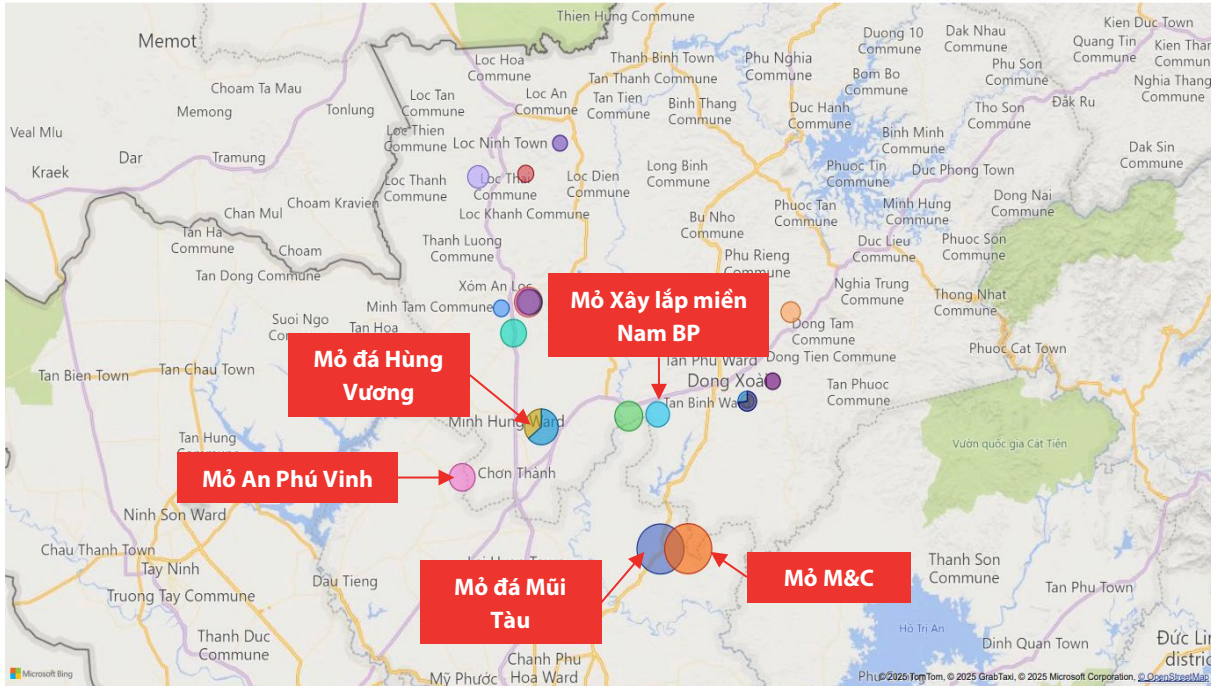 Thien Hung Commune
Memot
Duong 10
Commune
Dak Nhau
Commune
Kien Duc Town
Quang Tin
Commune
Kien Than
Commune
Loc Hoa
Commune
Thanh Binh Town
Phu Nghia
Commune
Phu Son
Commune
Choam Ta Mau
Loc Tan
Commune
Loc An
Commune
Tan Thanh Commune
Tan Tien
Commune
Bom Bo
Commune
Nghia Thang
Commune
Memong
Tonlung
Binh Thang
Commune
Duc Hanh
Commune
Tho Son
Commune
Đắk Ru
Veal Mlu
Loc Thien
Commune
Loc Ninh Town
Binh Minh
Commune
Dak Sin
Commune
Dar
Tramung
Kraek
Loc Thanh
Commune
Loc Thai
Commune
Loc Dien
Commune
Long Binh
Commune
Phuoc Tin
Commune
Duc Phong Town
Choam Kravien
Chan Mul
Loc Khanh Commune
Bu Nho
Commune
Phuoc Tan
Commune
Minh Hung
Commune
Dong Nai
Commune
Tan Ha
Commune
Choam
Thanh Luong
Commune
Phu Rieng
Commune
Duc Lieu
Commune
Phuoc Son
Commune
Tan Dong Commune
Xóm An Loc
Nghia Trung
Commune
Thong Nhat
Commune
Minh Tam Commune
Suoi Ngo
Tan Hoa
Mỏ Xây lắp miền
Nam BP
Dong Tam
Commune
Phuoc Cat Town
Mỏ đá Hùng
Vương
Tan Phu Ward
Dong Tien Commune
Tan Bien Town
Tan Chau Town
Dong Xoài
Tan Phuoc
Commune
Tan Binh Ward
Minh Hung Ward
Tan Hung
Commune
Vườn quốc gia Cát Tiên
Mỏ An Phú Vinh
Chơn Thành
Ninh Son Ward
Chau Thanh Town
Tay Ninh
Truong Tay Commune
Dau Tieng
Mỏ đá Mũi
Tàu
Mỏ M&C
Thanh Son
Commune
Tan Phu Town
Thanh Duc
Commune
Hồ Trị An
Dinh Quan Town
Đức Lin
distric
Chanh Phu
Hoa Ward
Mỹ Phước
Microsoft Bing
© 2025 TomTom, © 2025 GrabTaxi, © 2025 Microsoft Corporation, © OpenStreetMap